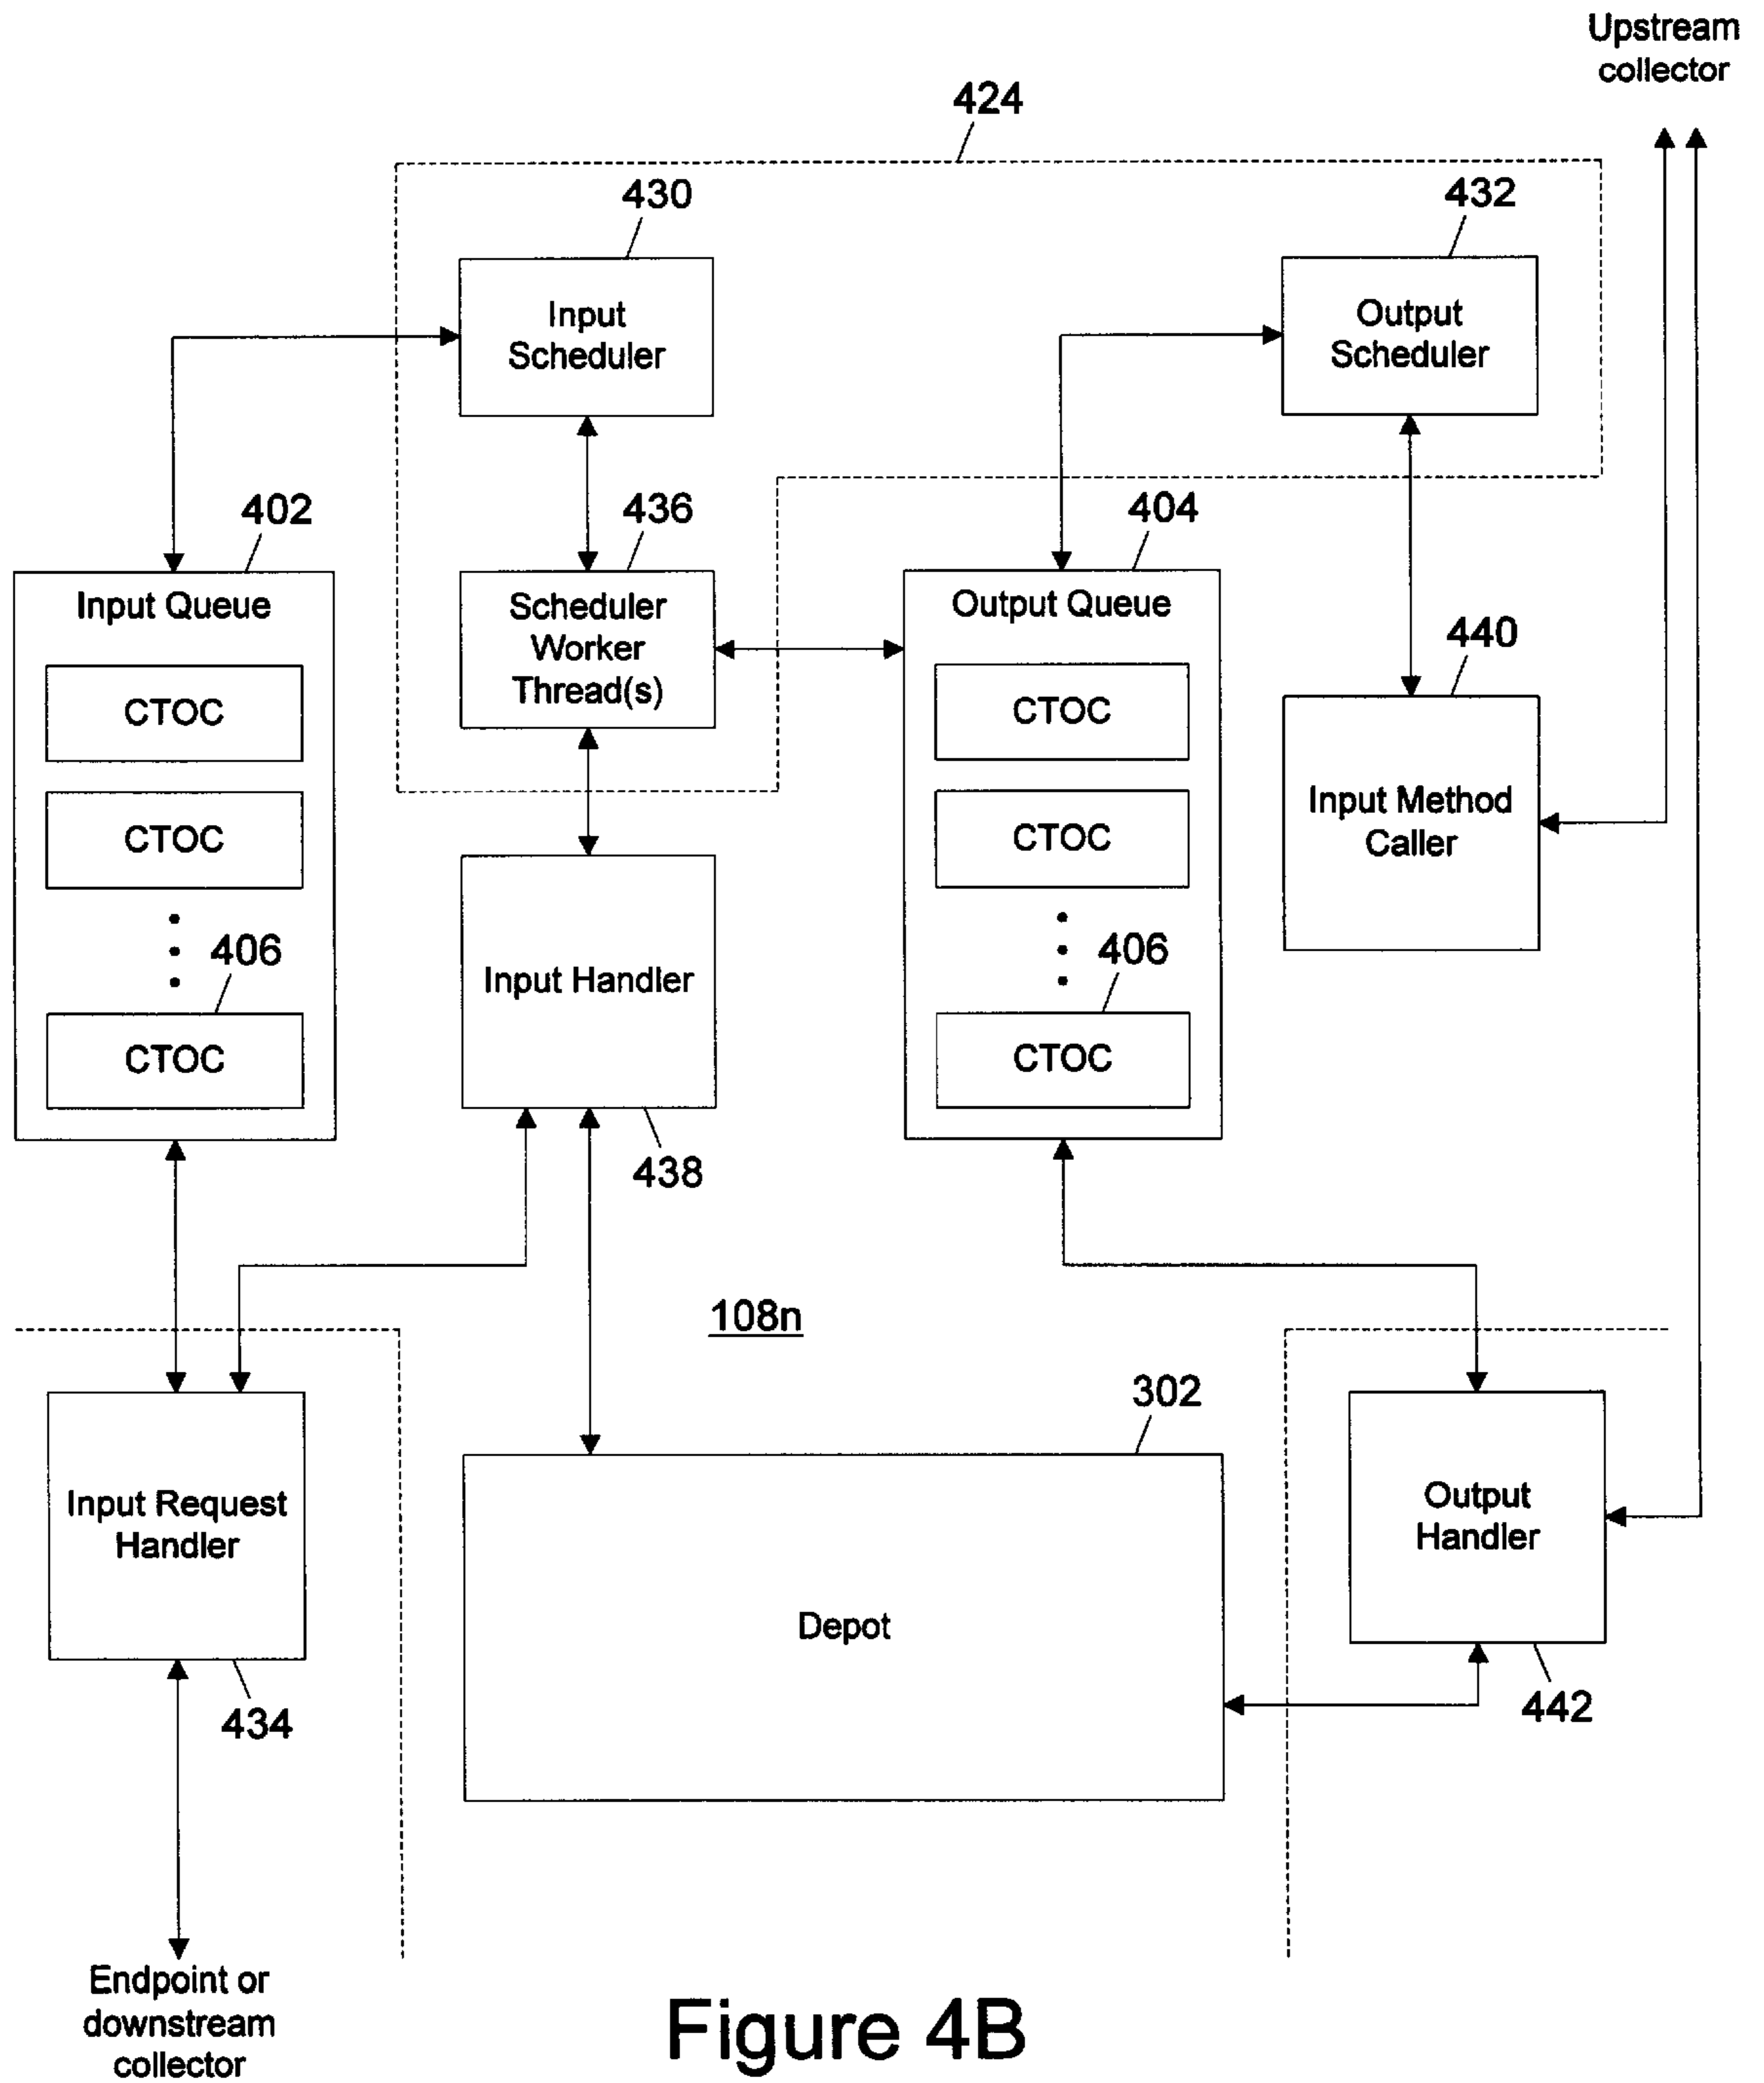 Upstream
collector
424
430
432
Input
Scheduler
Output
Scheduler
402
436
404
Input Queue
Scheduler
Worker
Thread(s)
Output Queue
440
CTOC
CTOC
Input Method
Caller
CTOC
CTOC
406
406
Input Handler
CTOC
CTOC
438
108n
302
Input Request
Handler
Output
Handler
Depot
434
442
Endpoint or
downstream
collector
Figure 4B